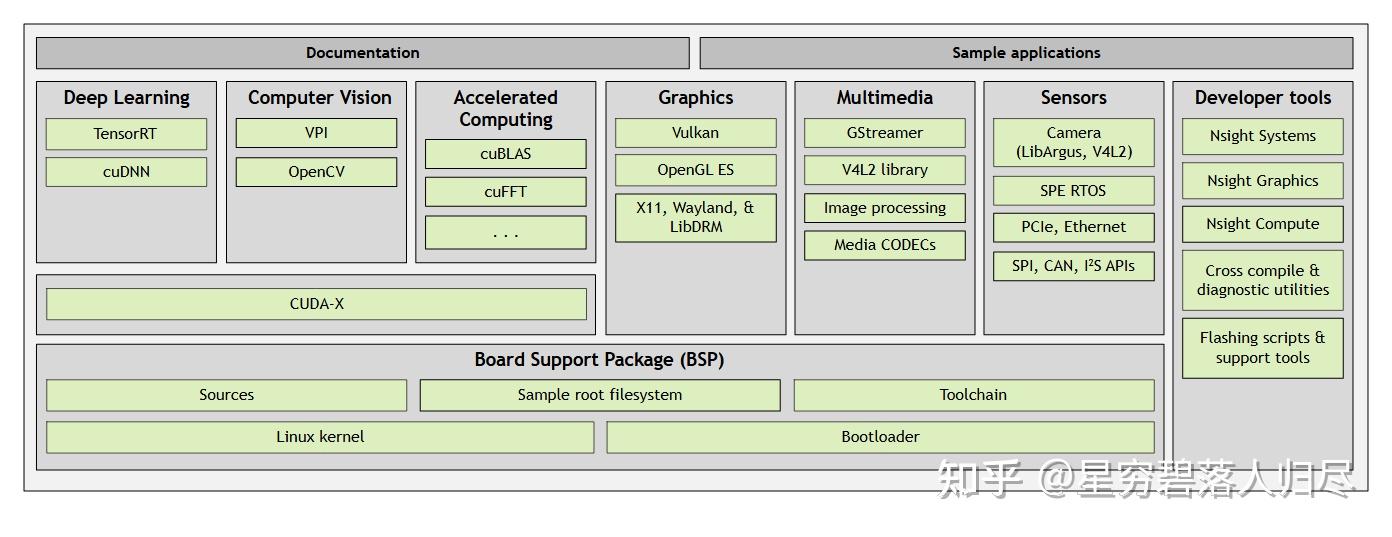 Documentation
Sample applications
Deep Learning
TensorRT
cuDNN
Computer Vision
VPI
OpenCV
Accelerated
Computing
cuBLAS
cuFFT
. . .
CUDA-X
Graphics
Vulkan
OpenGL ES
X11, Wayland, &
LibDRM
Multimedia
GStreamer
V4L2 library
Image processing
Media CODECs
Sensors
Camera
(LibArgus, V4L2)
SPE RTOS
PCIe, Ethernet
SPI, CAN, I²S APIs
Developer tools
Nsight Systems
Nsight Graphics
Nsight Compute
Cross compile &
diagnostic utilities
Flashing scripts &
support tools
Board Support Package (BSP)
Sources
Sample root filesystem
Toolchain
Linux kernel
Bootloader
知乎 @星穷碧落人归尽